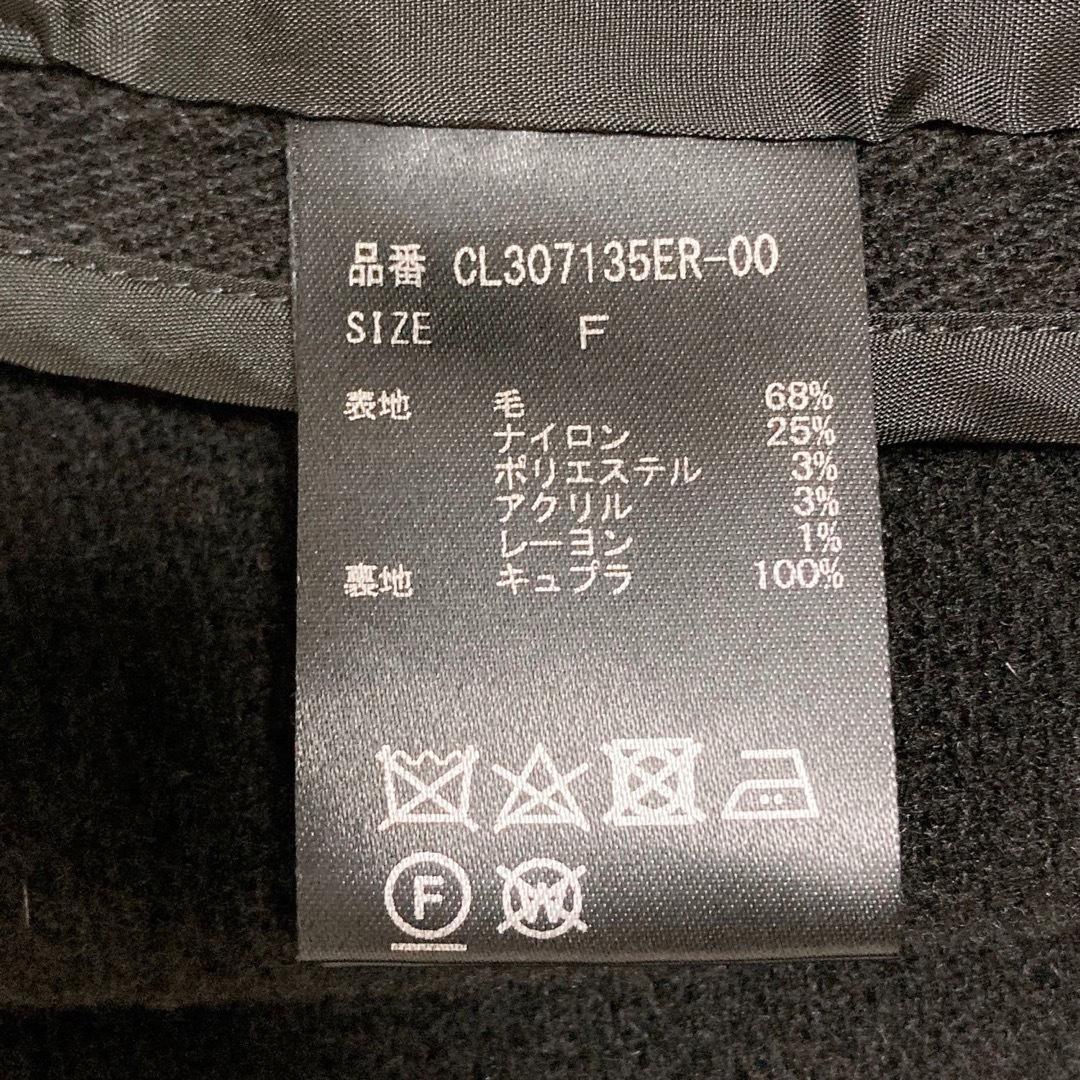 品番 CL307135ER-00
SIZE F
表地 毛 68%
ナイロン 25%
ポリエステル 3%
アクリル 3%
レーヨン 1%
裏地 キュプラ 100%
F
W